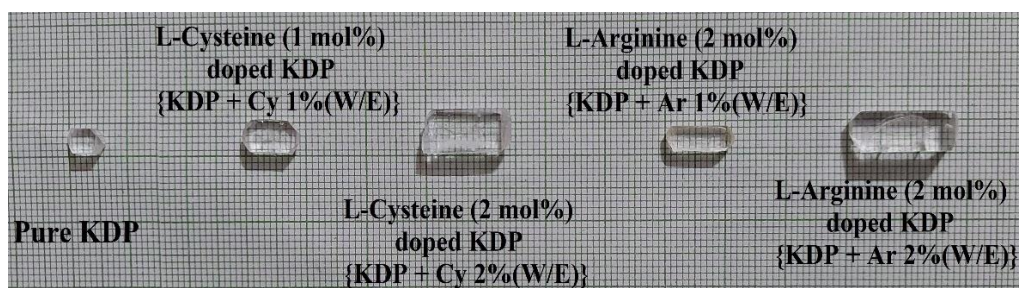 L-Cysteine (1 mol%)
doped KDP
{KDP + Cy 1%(W/E)}
L-Arginine (2 mol%)
doped KDP
{KDP + Ar 1%(W/E)}
Pure KDP
L-Cysteine (2 mol%)
doped KDP
{KDP + Cy 2%(W/E)}
L-Arginine (2 mol%)
doped KDP
{KDP + Ar 2%(W/E)}